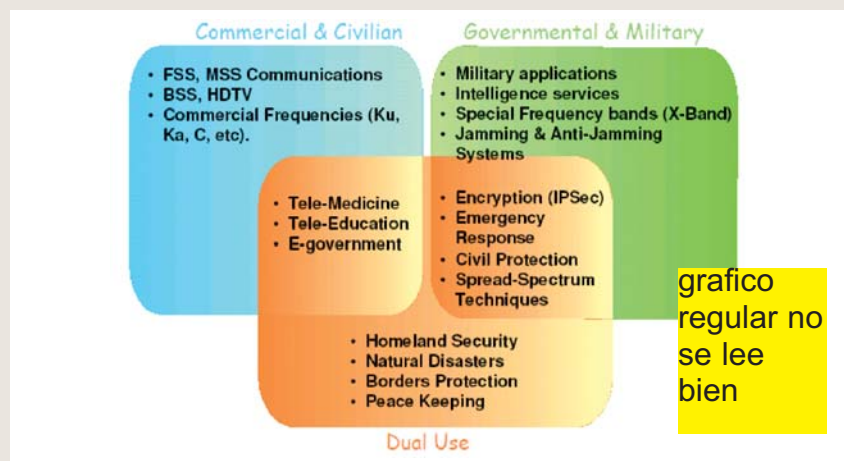 Commercial & Civilian
Governmental & Military
• FSS, MSS Communications
• BSS, HDTV
• Commercial Frequencies (Ku,
Ka, C, etc).
• Military applications
• Intelligence services
• Special Frequency bands (X-Band)
• Jamming & Anti-Jamming
Systems
• Tele-Medicine
• Tele-Education
• E-government
• Encryption (IPSec)
• Emergency
Response
• Civil Protection
• Spread-Spectrum
Techniques
• Homeland Security
• Natural Disasters
• Borders Protection
• Peace Keeping
Dual Use
grafico
regular no
se lee
bien